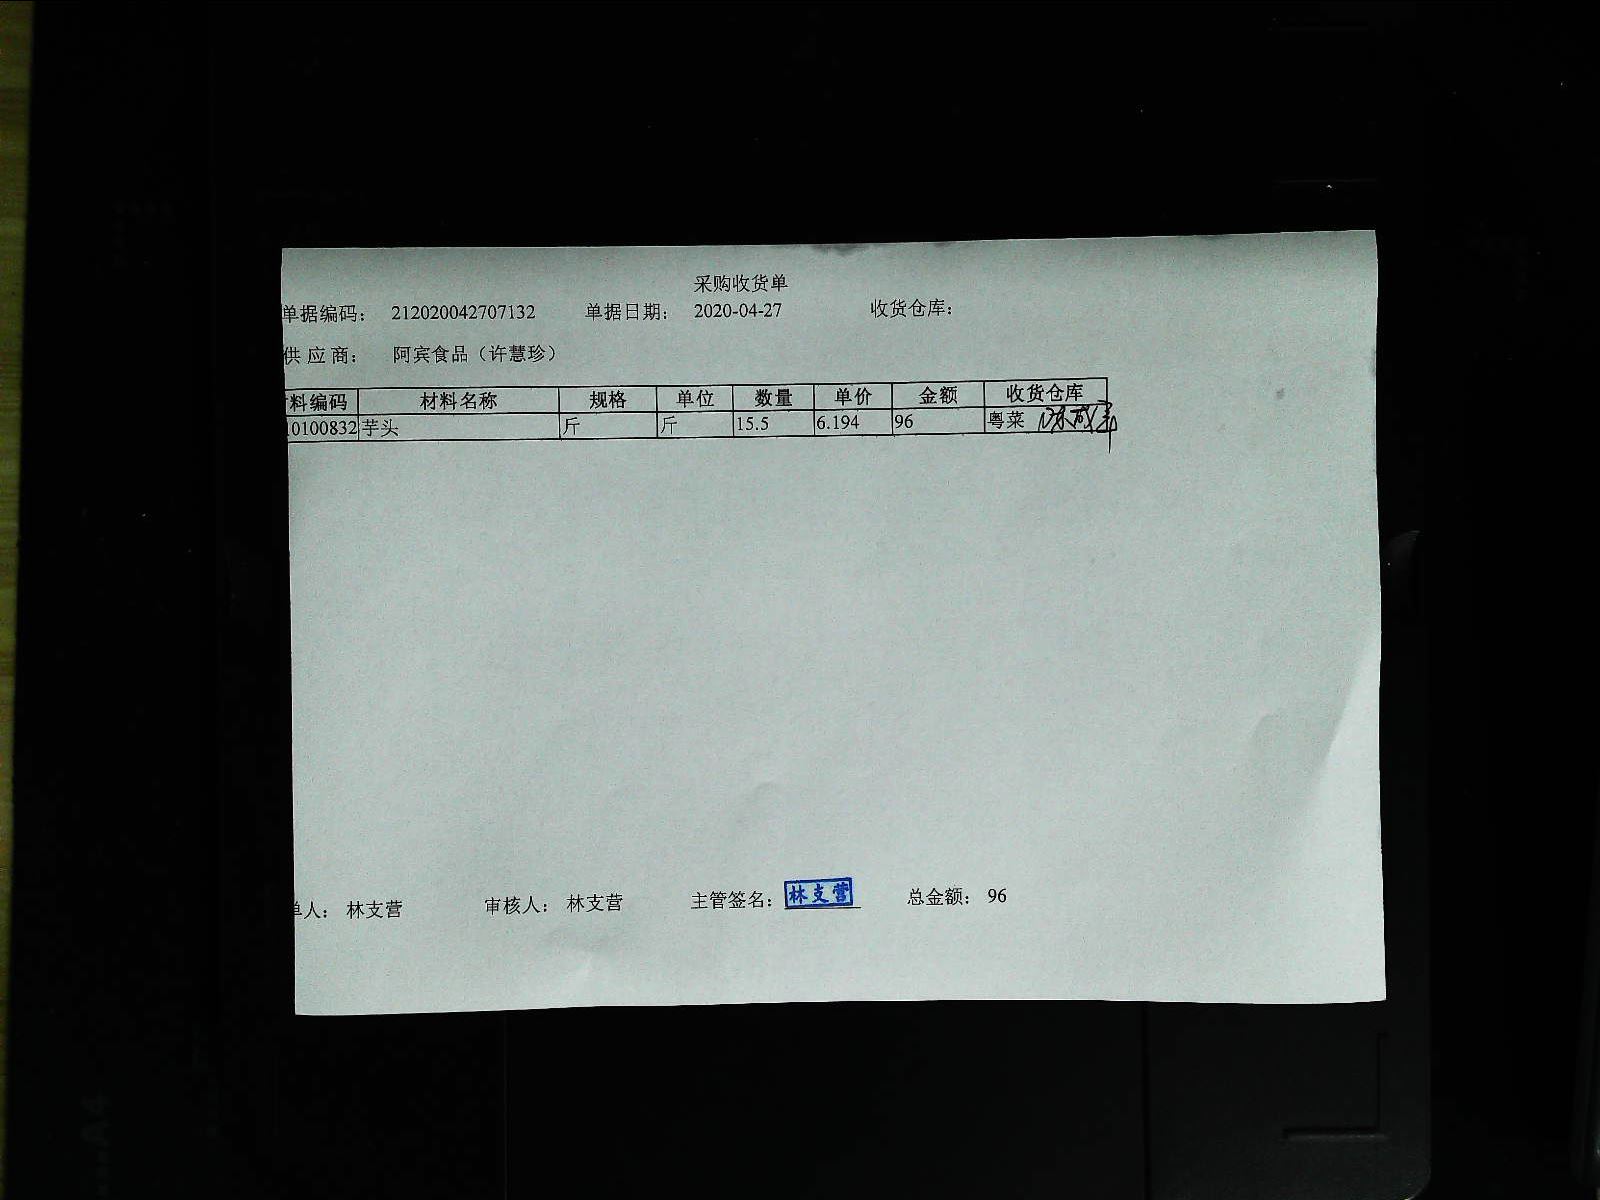 采购收货单
单据编码： 212020042707132 单据日期： 2020-04-27 收货仓库：
供应商： 阿宾食品（许慧珍）
料编码 材料名称 规格 单位 数量 单价 金额 收货仓库
10100832 芋头 斤 斤 15.5 6.194 96 粤菜
单人： 林支营 审核人： 林支营 主管签名： 林支营 总金额： 96